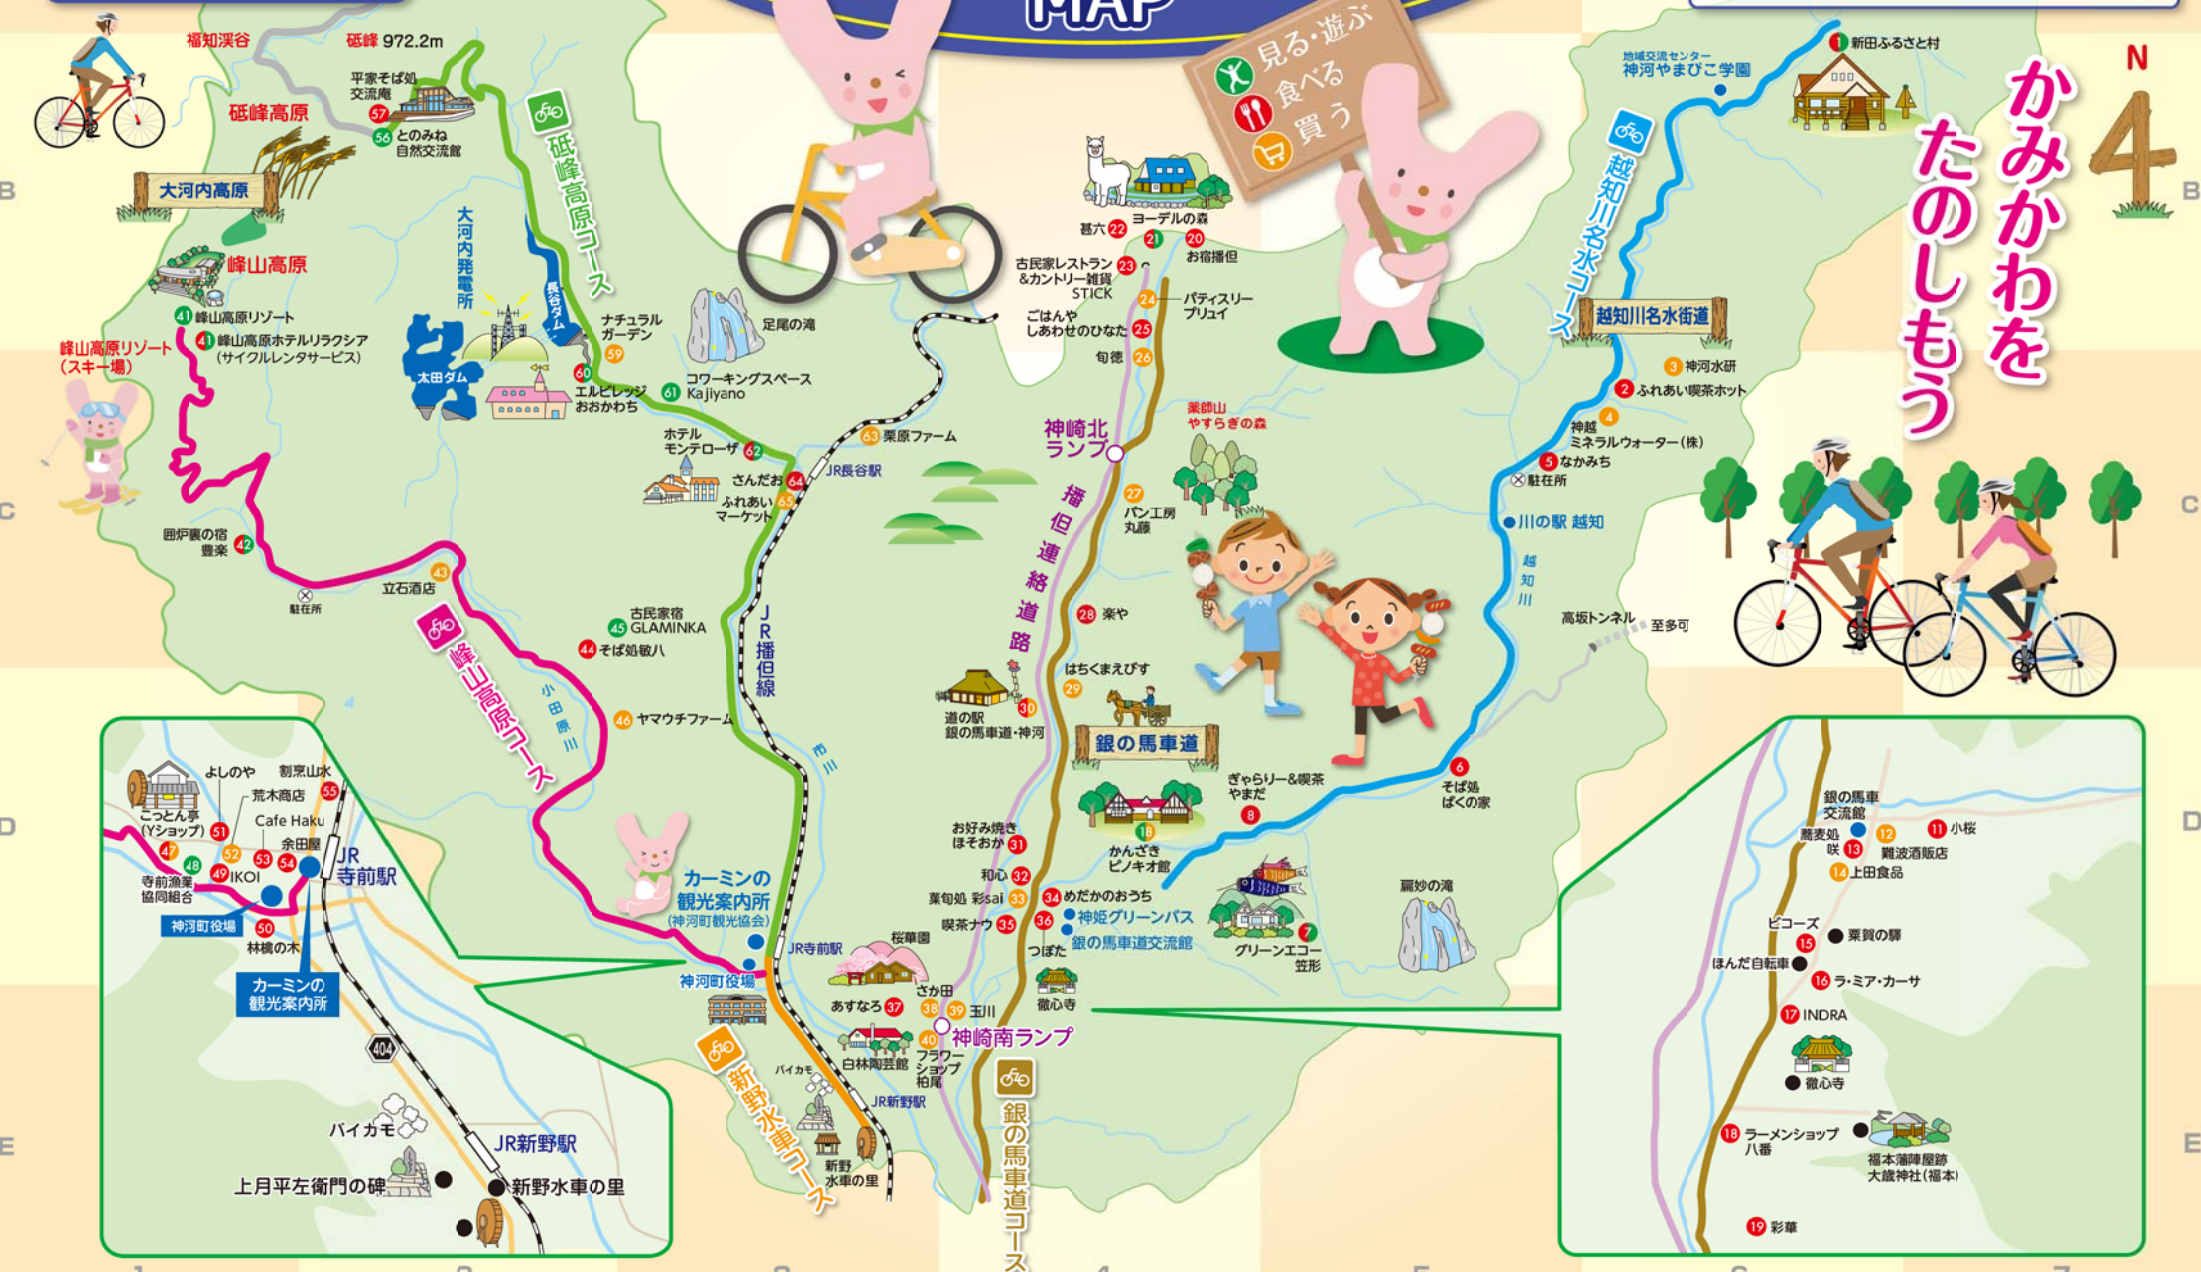 MAP
福知渓谷
砥峰 972.2m
平家そば処
交流庵
57
砥峰高原
56 とのみね
自然交流館
大河内高原
峰山高原
41 峰山高原リゾート
41 峰山高原ホテルリラクシア
(サイクルレンタサービス)
峰山高原リゾート
(スキー場)
砥峰高原コース
大河内発電所
長谷ダム
太田ダム
ナチュラル
ガーデン
59
60
エルビレッジ
おおかわち
足尾の滝
61 コワーキングスペース
Kajiyano
ホテル
モンテローザ 62
63 栗原ファーム
JR長谷駅
さんだお 64
ふれあい 65
マーケット
囲炉裏の宿
豊楽 42
駐在所
立石酒店 43
峰山高原コース
小田原川
古民家宿
45 GLAMINKA
44 そば処敏八
46 ヤマウチファーム
JR播但線
市川
カーミンの
観光案内所
(神河町観光協会)
神河町役場
JR寺前駅
新野水車コース
バイカモ
JR新野駅
新野
水車の里
見る・遊ぶ
食べる
買う
ヨーデルの森
甚六 22
21
20
お宿播但
古民家レストラン
&カントリー雑貨
STICK
23
24 パティスリー
プリュイ
ごはんや
しあわせのひなた 25
旬徳 26
神崎北
ランプ
薬師山
やすらぎの森
27
パン工房
丸藤
播但連絡道路
28 楽や
はちくまえびす
29
30
道の駅
銀の馬車道・神河
銀の馬車道
18
かんざき
ピノキオ館
ぎゃらりー&喫茶
やまだ
8
お好み焼き
ほそおか 31
和心 32
菜旬処 彩sai 33
34 めだかのおうち
喫茶ナウ 35
36
神姫グリーンバス
つぼた 銀の馬車道交流館
徹心寺
桜華園
あすなろ 37
さか田
38
39 玉川
40
神崎南ランプ
白林陶芸館
フラワー
ショップ
柏尾
銀の馬車道コース
グリーンエコー
笠形
7
扁妙の滝
6
そば処
ばくの家
地域交流センター
神河やまびこ学園
1 新田ふるさと村
越知川名水コース
越知川名水街道
3 神河水研
2 ふれあい喫茶ホット
4
神越
ミネラルウォーター(株)
5 なかみち
駐在所
川の駅 越知
越知川
高坂トンネル
至多可
N
4
かみかわを
たのしもう
よしのや
割烹山水
55
荒木商店
こっとん亭
(Yショップ) 51
Cafe Haku
余田屋
47
48
52
53
54
49 IKOI
寺前漁業
協同組合
神河町役場
50
林檎の木
JR
寺前駅
カーミンの
観光案内所
404
バイカモ
JR新野駅
上月平左衛門の碑
新野水車の里
銀の馬車
交流館
蕎麦処
咲 13
12
難波酒販店
11 小桜
14 上田食品
ピコーズ
15
粟賀の驛
ほんだ自転車
16 ラ・ミア・カーサ
17 INDRA
徹心寺
18 ラーメンショップ
八番
福本藩陣屋跡
大歳神社(福本)
19 彩華
B
C
D
E
B
C
D
E
1
2
3
4
5
6
7